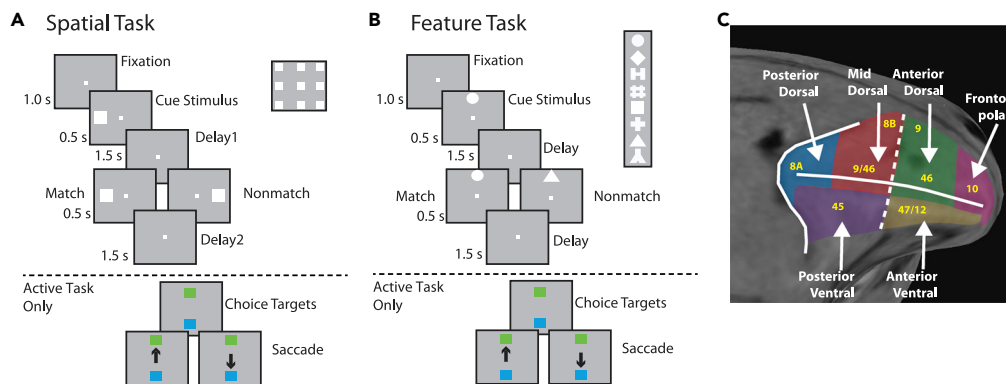 A Spatial Task
Fixation
1.0 s
Cue Stimulus
0.5 s
Delay1
1.5 s
Match
Nonmatch
0.5 s
Delay2
1.5 s
Active Task
Only
Choice Targets
Saccade
B Feature Task
Fixation
1.0 s
Cue Stimulus
0.5 s
Delay
1.5 s
Match
Nonmatch
0.5 s
Delay
1.5 s
Active Task
Only
Choice Targets
Saccade
C
Posterior
Dorsal
Mid
Dorsal
Anterior
Dorsal
Fronto
pola
8B
9
8A
9/46
46
10
45
47/12
Posterior
Ventral
Anterior
Ventral